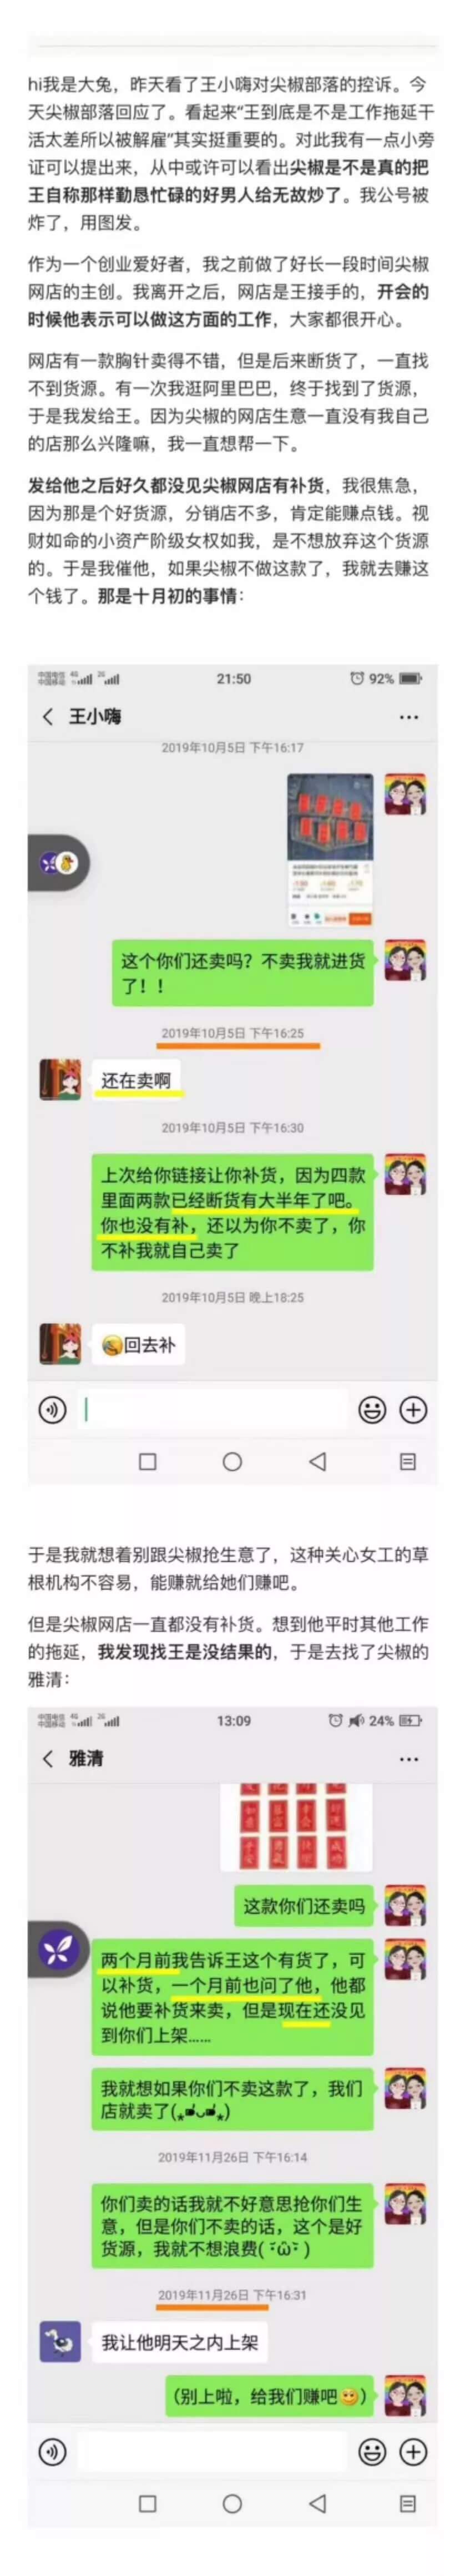 hi我是大兔，昨天看了王小嗨对尖椒部落的控诉。今
天尖椒部落回应了。看起来“王到底是不是工作拖延干
活太差所以被解雇”其实挺重要的。对此我有一点小旁
证可以提出来，从中或许可以看出尖椒是不是真的把
王自称那样勤恳忙碌的好男人给无故炒了。我公号被
炸了，用图发。
作为一个创业爱好者，我之前做了好长一段时间尖椒
网店的主创。我离开之后，网店是王接手的，开会的
时候他表示可以做这方面的工作，大家都很开心。
网店有一款胸针卖得不错，但是后来断货了，一直找
不到货源。有一次我逛阿里巴巴，终于找到了货源，
于是我发给王。因为尖椒的网店生意一直没有我自己
的店那么兴隆嘛，我一直想帮一下。
发给他之后好久都没见尖椒网店有补货，我很焦急，
因为那是个好货源，分销店不多，肯定能赚点钱。视
财如命的小资产阶级女权如我，是不想放弃这个货源
的。于是我催他，如果尖椒不做这款了，我就去赚这
个钱了。那是十月初的事情：
中国电信 4G 2G 21:50 92%
中国移动
王小嗨
2019年10月5日 下午16:17
这个你们还卖吗？不卖我就进货
了！！
2019年10月5日 下午16:25
还在卖啊
2019年10月5日 下午16:30
上次给你链接让你补货，因为四款
里面两款已经断货有大半年了吧。
你也没有补，还以为你不卖了，你
不补我就自己卖了
2019年10月5日 晚上18:25
回去补
于是我就想着别跟尖椒抢生意了，这种关心女工的草
根机构不容易，能赚就给她们赚吧。
但是尖椒网店一直都没有补货。想到他平时其他工作
的拖延，我发现找王是没结果的，于是去找了尖椒的
雅清：
中国电信 4G 2G 13:09 24%
中国移动
雅清
这款你们还卖吗
两个月前我告诉王这个有货了，可
以补货，一个月前也问了他，他都
说他要补货来卖，但是现在还没见
到你们上架......
我就想如果你们不卖这款了，我们
店就卖了
2019年11月26日 下午16:14
你们卖的话我就不好意思抢你们生
意，但是你们不卖的话，这个是好
货源，我就不想浪费
2019年11月26日 下午16:31
我让他明天之内上架
（别上啦，给我们赚吧）